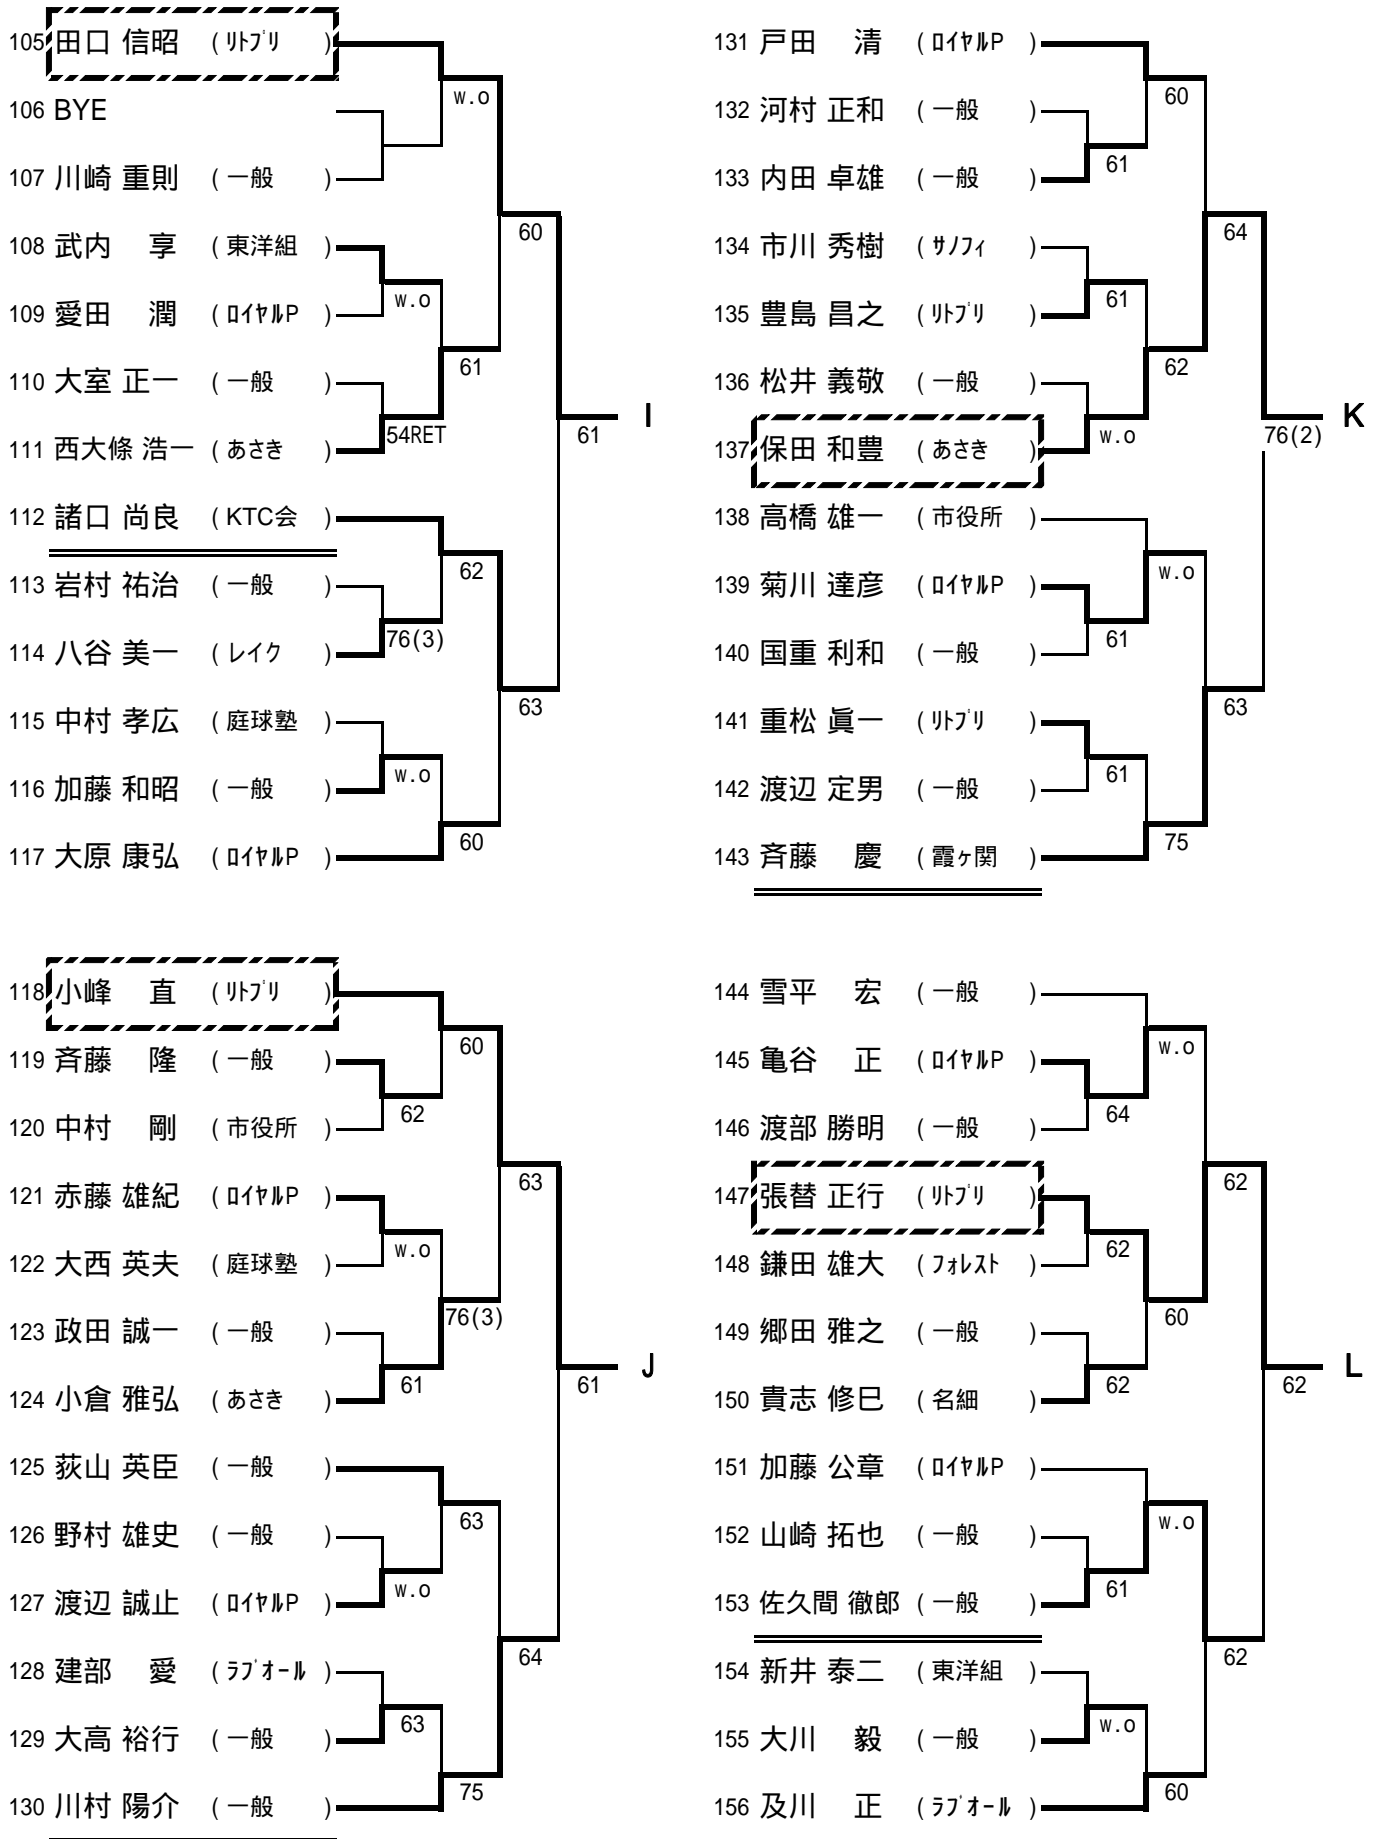 105 田口 信昭 ( リトプリ )
w.o
106 BYE
107 川崎 重則 ( 一般 )
60
108 武内 享 ( 東洋組 )
w.o
109 愛田 潤 ( ロイヤルP )
61
110 大室 正一 ( 一般 )
54RET
111 西大條 浩一 ( あさき )
61
I
112 諸口 尚良 ( KTC会 )
62
113 岩村 祐治 ( 一般 )
76(3)
114 八谷 美一 ( レイク )
63
115 中村 孝広 ( 庭球塾 )
w.o
116 加藤 和昭 ( 一般 )
60
117 大原 康弘 ( ロイヤルP )
118 小峰 直 ( リトプリ )
60
119 斉藤 隆 ( 一般 )
62
120 中村 剛 ( 市役所 )
63
121 赤藤 雄紀 ( ロイヤルP )
w.o
122 大西 英夫 ( 庭球塾 )
76(3)
123 政田 誠一 ( 一般 )
61
124 小倉 雅弘 ( あさき )
61
J
125 荻山 英臣 ( 一般 )
63
126 野村 雄史 ( 一般 )
w.o
127 渡辺 誠止 ( ロイヤルP )
64
128 建部 愛 ( ラブオール )
63
129 大高 裕行 ( 一般 )
75
130 川村 陽介 ( 一般 )
131 戸田 清 ( ロイヤルP )
60
132 河村 正和 ( 一般 )
61
133 内田 卓雄 ( 一般 )
64
134 市川 秀樹 ( サノフィ )
61
135 豊島 昌之 ( リトプリ )
62
136 松井 義敬 ( 一般 )
w.o
137 保田 和豊 ( あさき )
76(2)
K
138 高橋 雄一 ( 市役所 )
w.o
139 菊川 達彦 ( ロイヤルP )
61
140 国重 利和 ( 一般 )
63
141 重松 眞一 ( リトプリ )
61
142 渡辺 定男 ( 一般 )
75
143 斉藤 慶 ( 霞ヶ関 )
144 雪平 宏 ( 一般 )
w.o
145 亀谷 正 ( ロイヤルP )
64
146 渡部 勝明 ( 一般 )
62
147 張替 正行 ( リトプリ )
62
148 鎌田 雄大 ( フォレスト )
60
149 郷田 雅之 ( 一般 )
62
150 貴志 修巳 ( 名細 )
62
L
151 加藤 公章 ( ロイヤルP )
w.o
152 山崎 拓也 ( 一般 )
61
153 佐久間 徹郎 ( 一般 )
62
154 新井 泰二 ( 東洋組 )
w.o
155 大川 毅 ( 一般 )
60
156 及川 正 ( ラブオール )